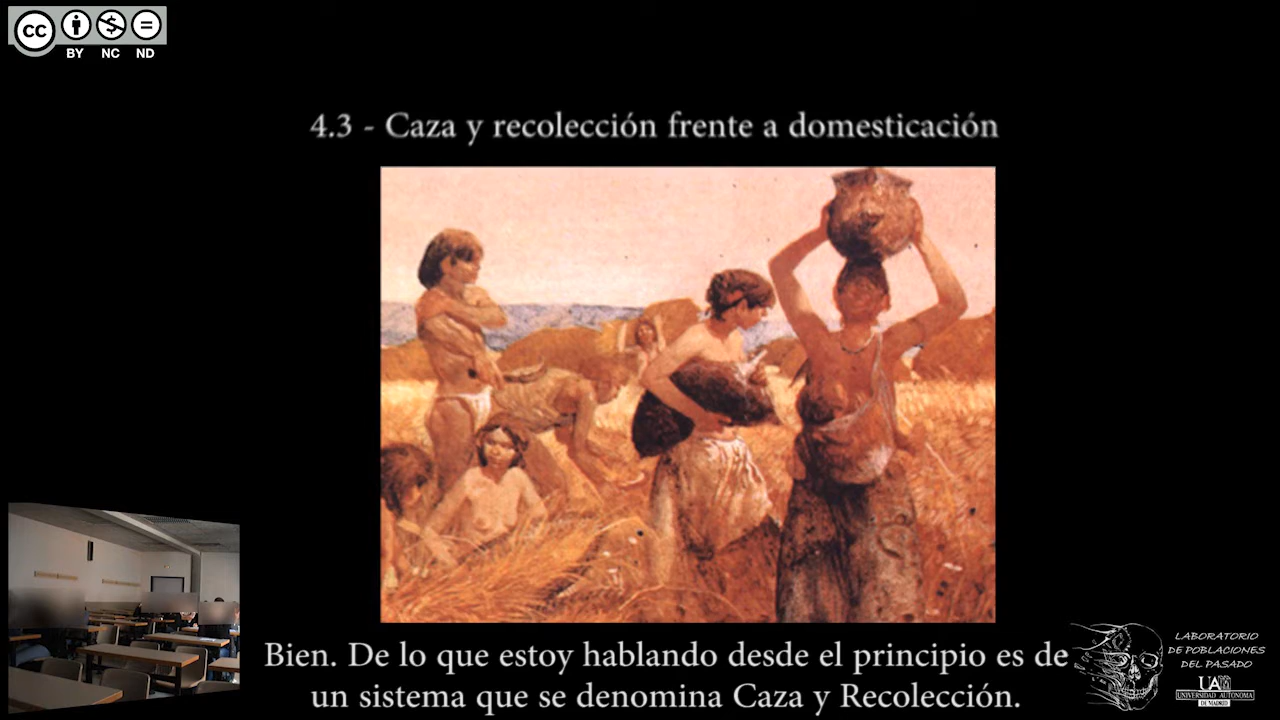 cc
BY NC ND
4.3 - Caza y recolección frente a domesticación
Bien. De lo que estoy hablando desde el principio es de
un sistema que se denomina Caza y Recolección.
LABORATORIO
DE POBLACIONES
DEL PASADO
UA
UNIVERSIDAD AUTONOMA
DE MADRID